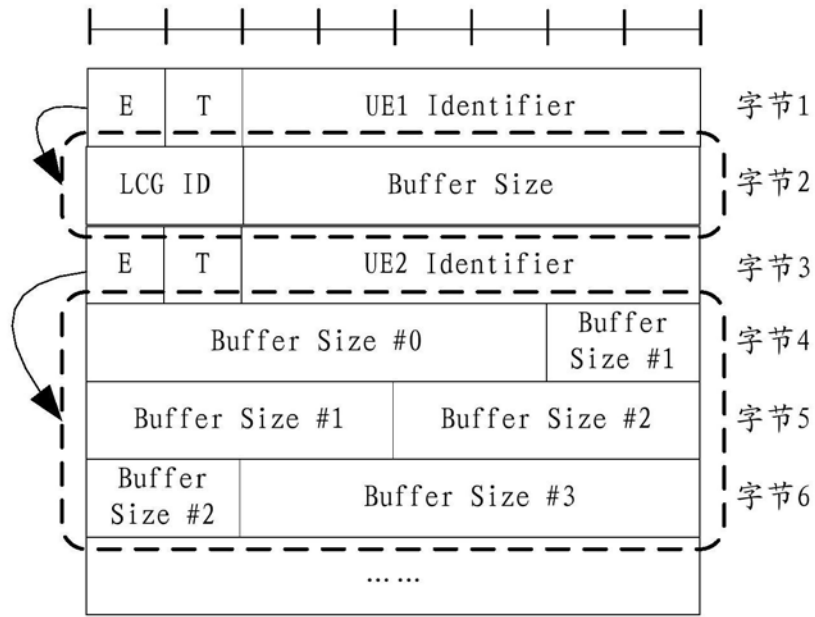 E T UE1 Identifier 字节1
LCG ID Buffer Size 字节2
E T UE2 Identifier 字节3
Buffer Size #0 Buffer Size #1 字节4
Buffer Size #1 Buffer Size #2 字节5
Buffer Size #2 Buffer Size #3 字节6
……